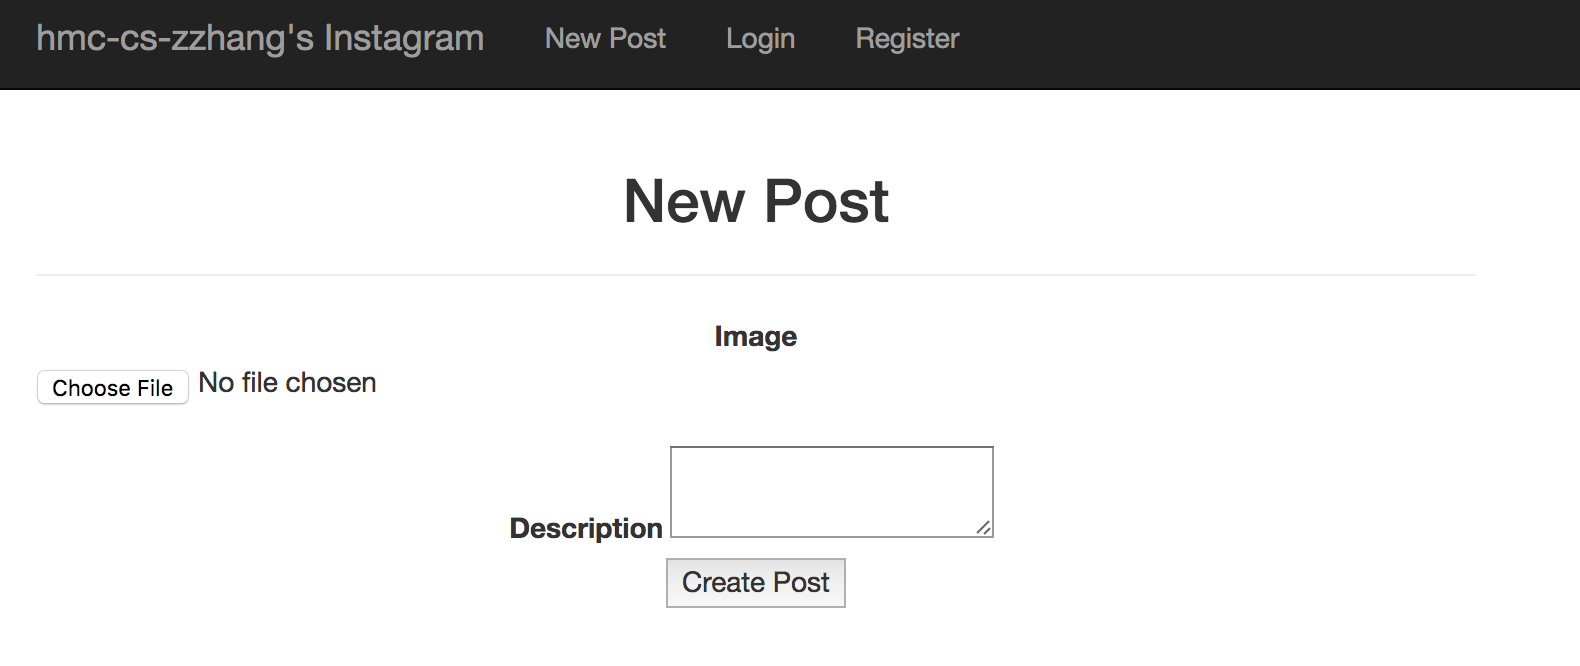 hmc-cs-zzhang's Instagram New Post Login Register
New Post
Image
Choose File No file chosen
Description
Create Post